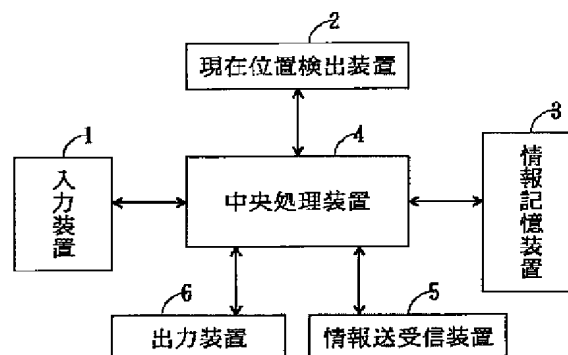 2
現在位置検出装置
1
入力装置
4
中央処理装置
3
情報記憶装置
6
出力装置
5
情報送受信装置